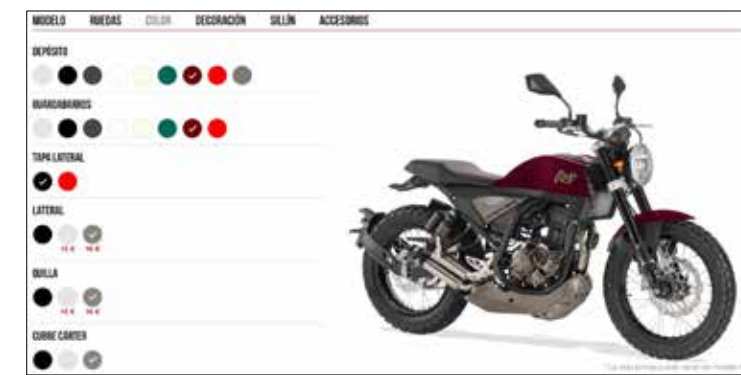 MODELO RUEDAS COLOR DECORACIÓN SILLÍN ACCESORIOS
DEPÓSITO
GUARDABARROS
TAPA LATERAL
LATERAL
QUILLA
CUBRE CARTER